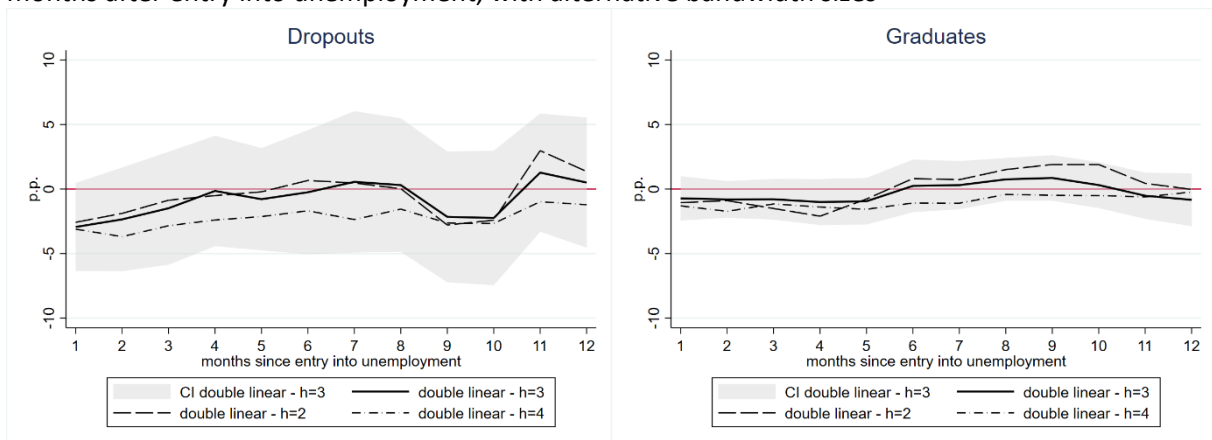 months after entry into unemployment, with alternative bandwidth sizes
Dropouts
10
5
0
-5
-10
p.p.
1 2 3 4 5 6 7 8 9 10 11 12
months since entry into unemployment
CI double linear - h=3 double linear - h=3
double linear - h=2 double linear - h=4
Graduates
10
5
0
-5
-10
p.p.
1 2 3 4 5 6 7 8 9 10 11 12
months since entry into unemployment
CI double linear - h=3 double linear - h=3
double linear - h=2 double linear - h=4